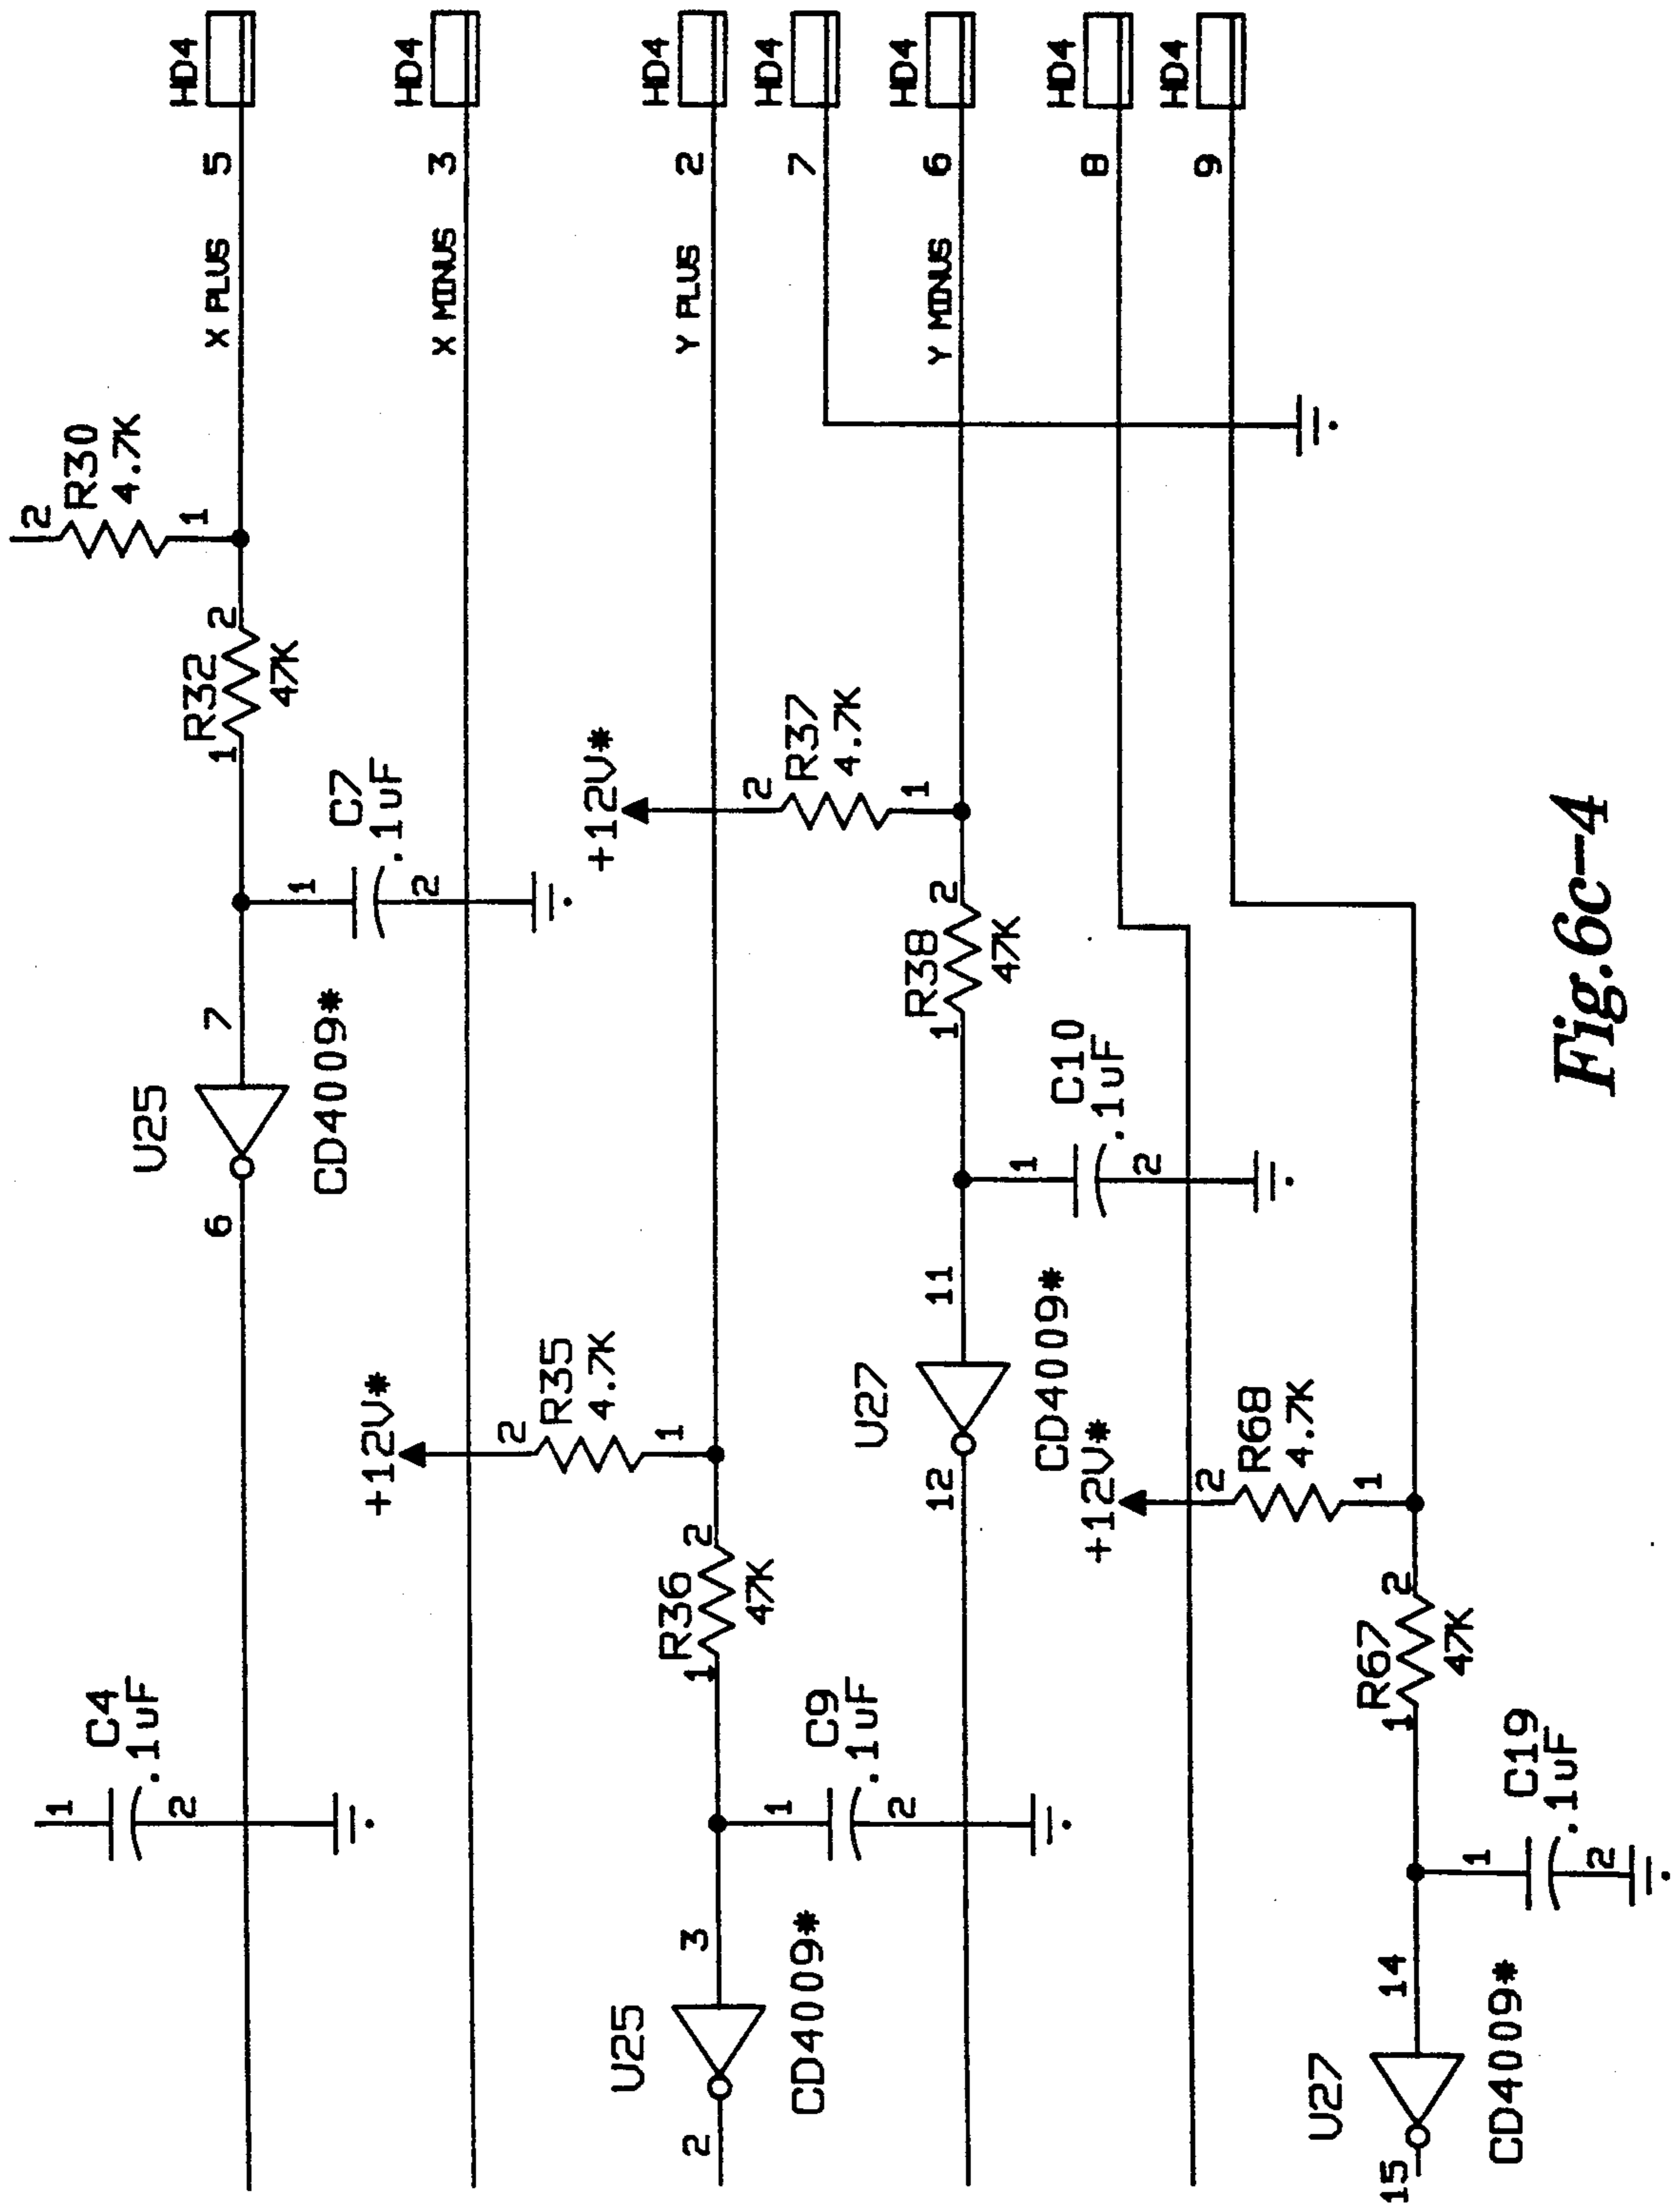 HD4
5
X PLUS
2
R30
4.7K
1
2
R32
47K
1
C7
.1uF
1
2
7
U25
CD4009*
6
C4
.1uF
1
2
HD4
3
X MINUS
HD4
2
Y PLUS
+12V*
2
R35
4.7K
1
2
R36
47K
1
C9
.1uF
1
2
3
U25
CD4009*
2
HD4
7
HD4
6
Y MINUS
+12V*
2
R37
4.7K
1
2
R38
47K
1
C10
.1uF
1
2
11
U27
CD4009*
12
HD4
8
HD4
9
+12V*
2
R68
4.7K
1
2
R67
47K
1
C19
.1uF
1
2
14
U27
CD4009*
15
Fig.6c-4